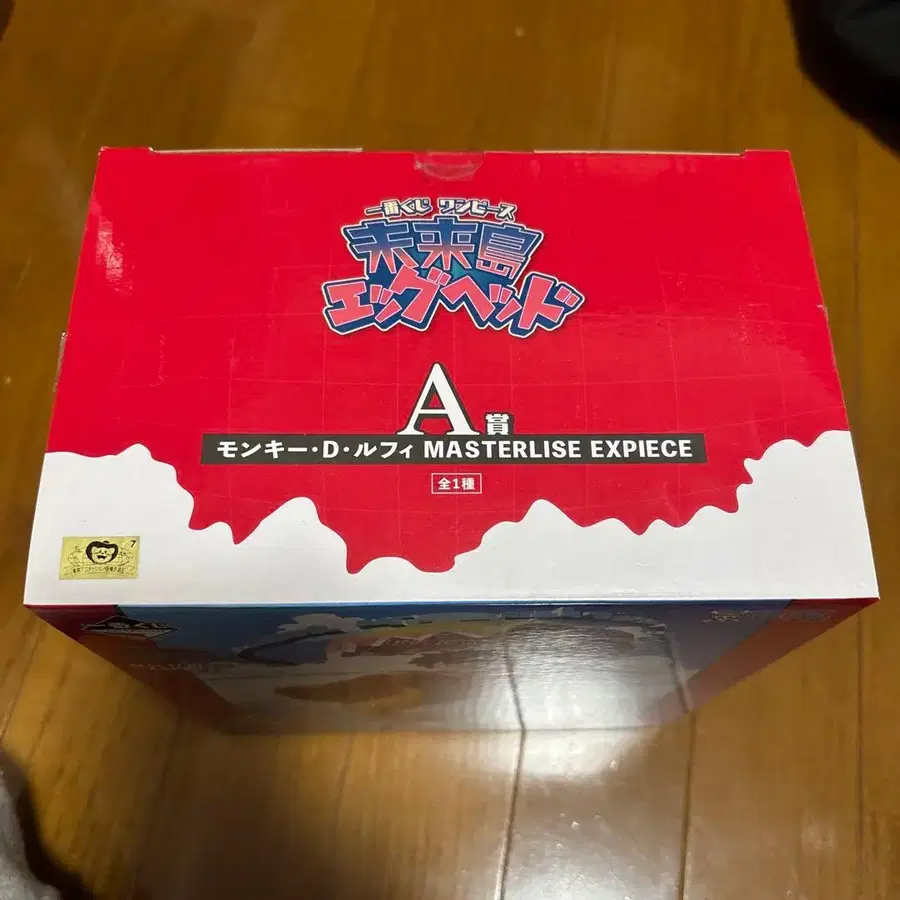 一番くじ ワンピース
未来島
エッグヘッド
A賞
モンキー・D・ルフィ MASTERLISE EXPIECE
全1種
7